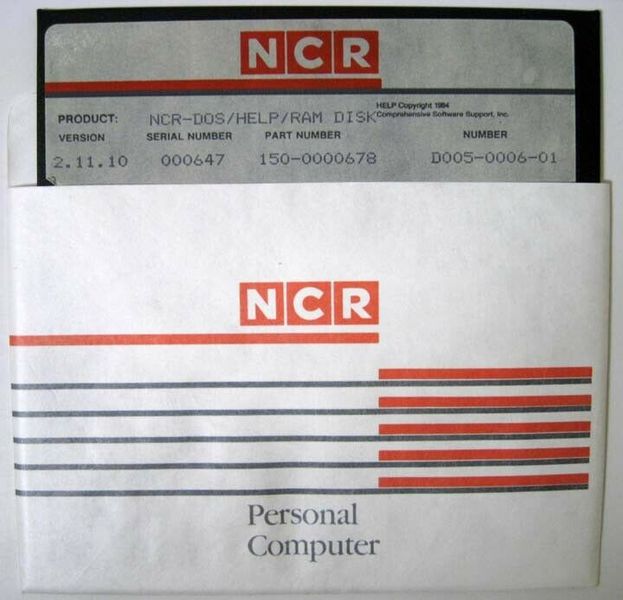 NCR
PRODUCT: NCR-DOS/HELP/RAM DISK HELP Copyright 1984
Comprehensive Software Support, Inc.
VERSION SERIAL NUMBER PART NUMBER NUMBER
2.11.10 000647 150-0000678 D005-0006-01
NCR
Personal
Computer